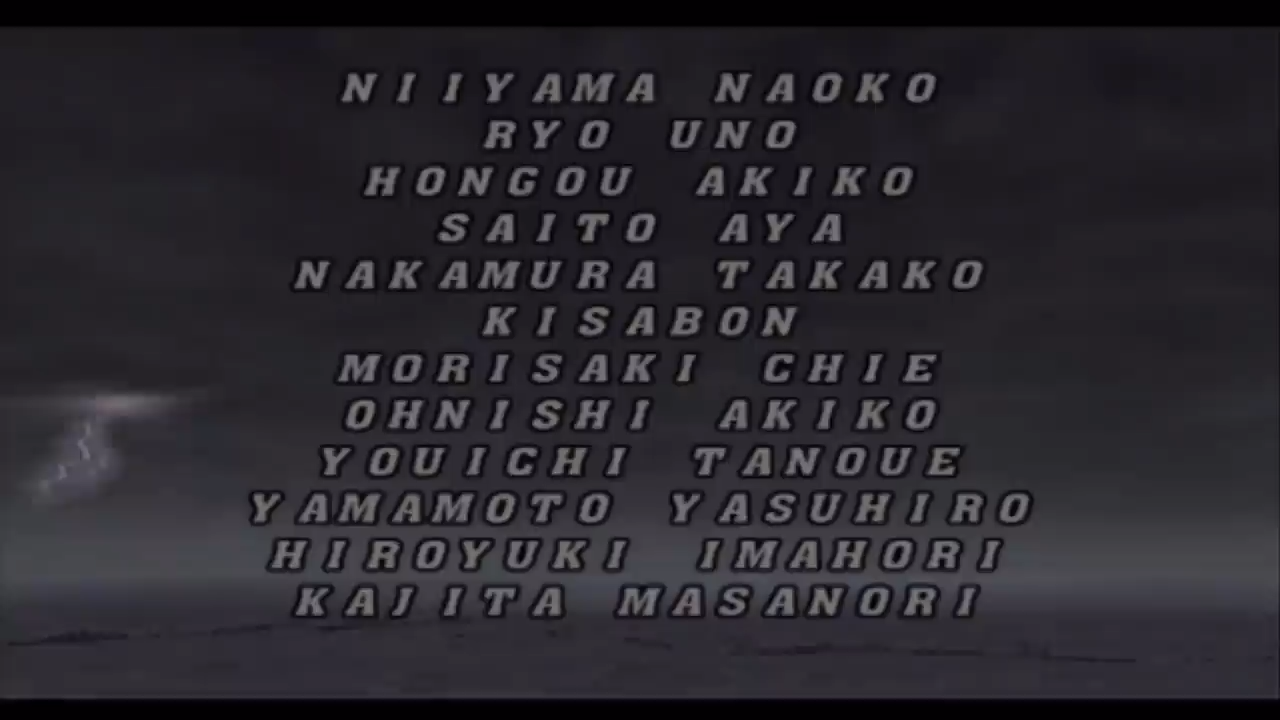 NIIYAMA NAOKO
RYO UNO
HONGOU AKIKO
SAITO AYA
NAKAMURA TAKAKO
KISABON
MORISAKI CHIE
OHNISHI AKIKO
YOUICHI TANOUE
YAMAMOTO YASUHIRO
HIROYUKI IMAHORI
KAJITA MASANORI